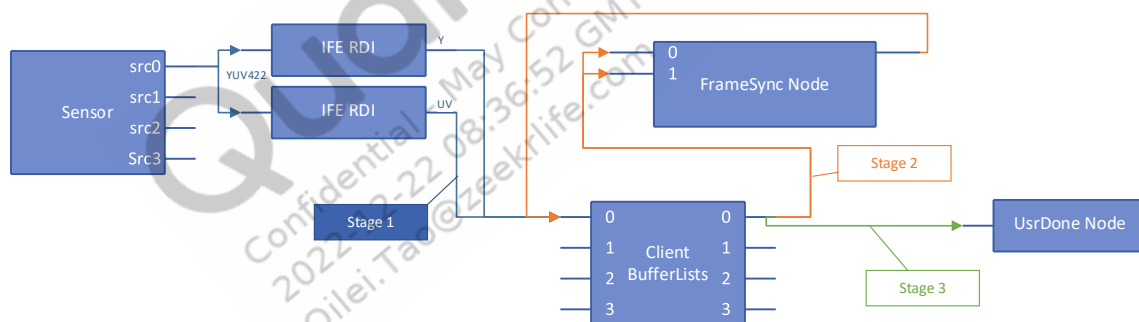 Sensor
src0
src1
src2
Src3
YUV422
IFE RDI
IFE RDI
Y
UV
Stage 1
0
1
FrameSync Node
Stage 2
0
1
2
3
Client
BufferLists
0
1
2
3
UsrDone Node
Stage 3
Confidential - May Con
2022-12-22 08:36:52 GMT
Qilei.Tao@zeekrlife.com